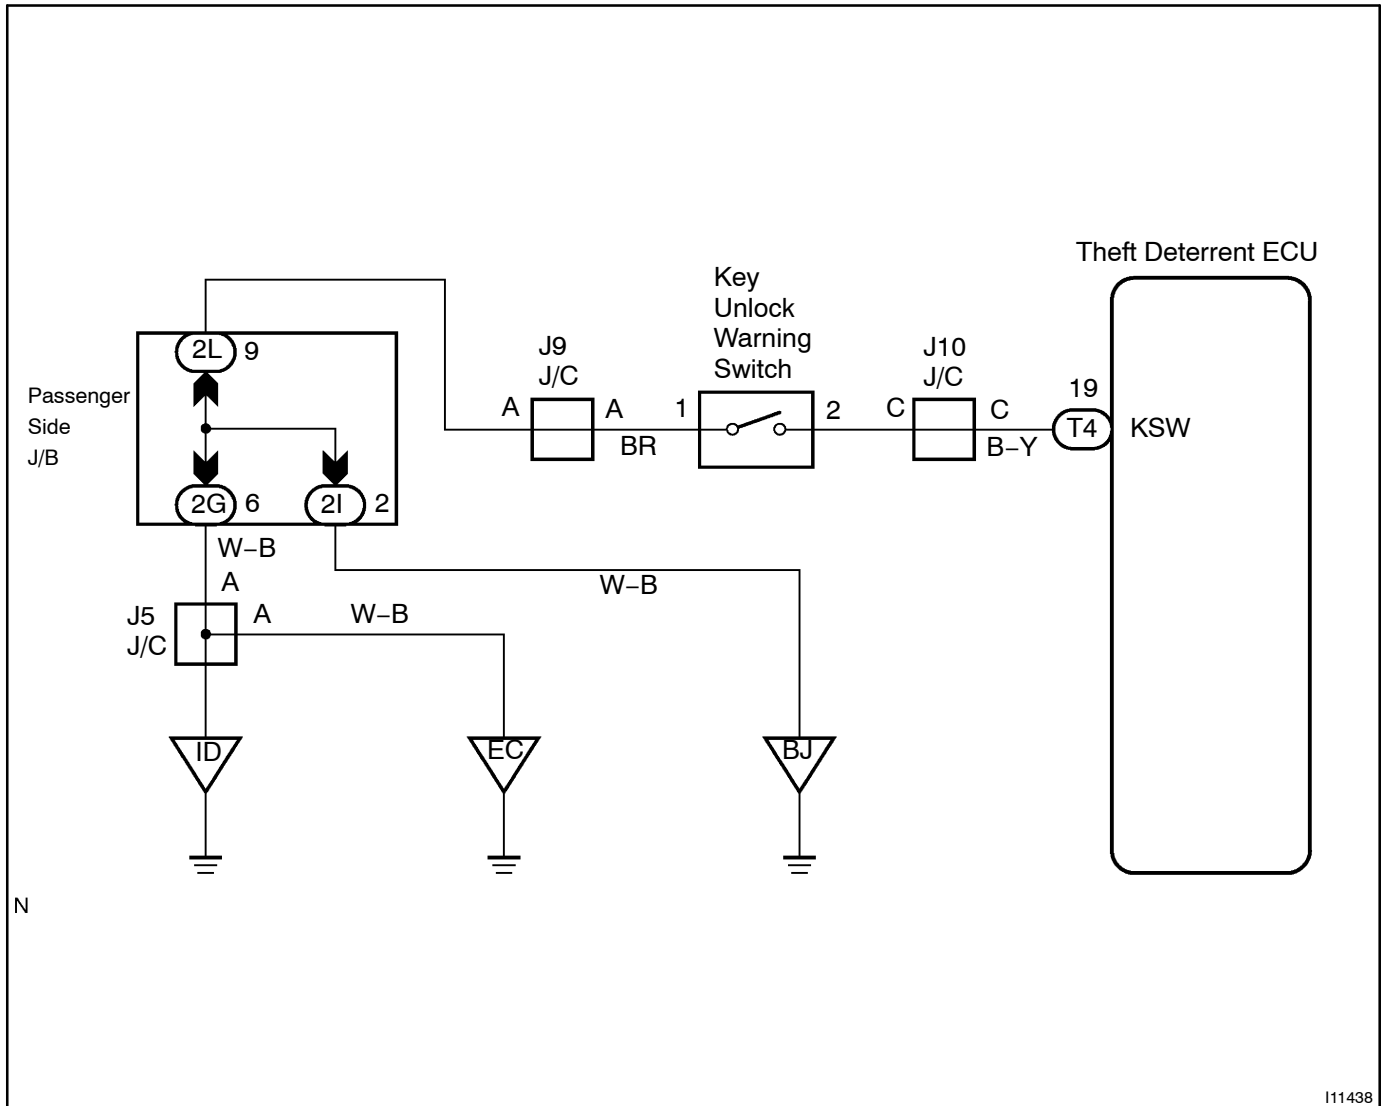 Theft Deterrent ECU
Key
Unlock
Warning
Switch
2L 9
J9
J/C
J10
J/C
19
Passenger
Side
J/B
A
A
BR
1
2
C
C
B–Y
T4
KSW
2G 6
2I 2
W–B
A
W–B
J5
J/C
A
W–B
ID
EC
BJ
N
I11438